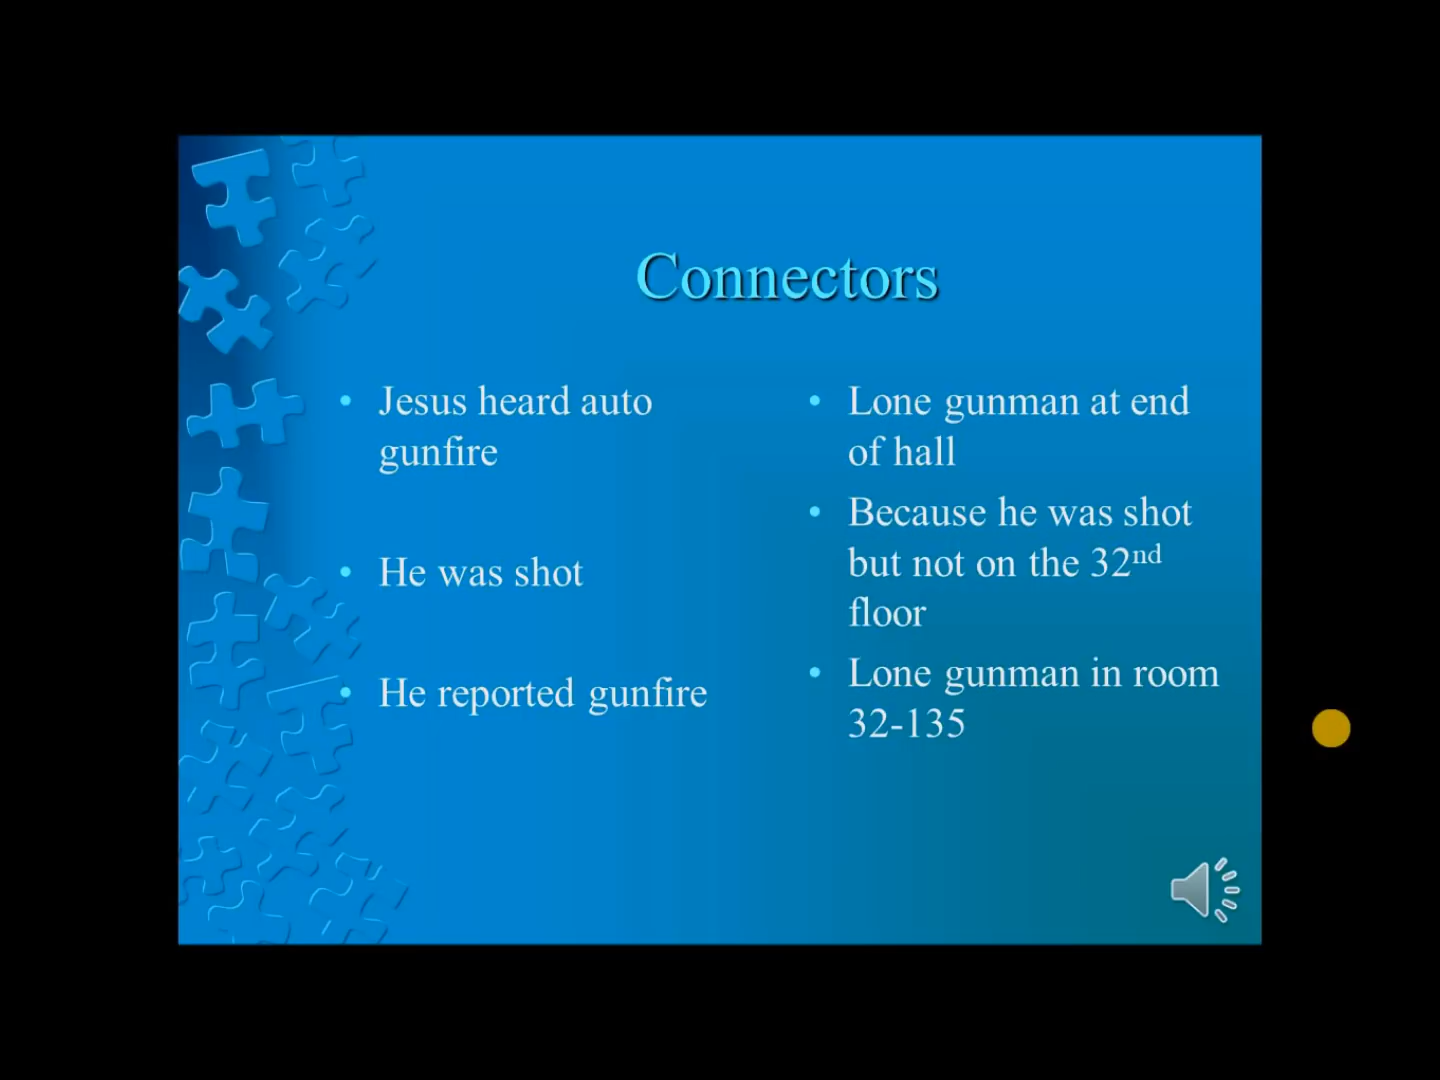 Connectors
• Jesus heard auto
gunfire
• He was shot
• He reported gunfire
• Lone gunman at end
of hall
• Because he was shot
but not on the 32nd
floor
• Lone gunman in room
32-135